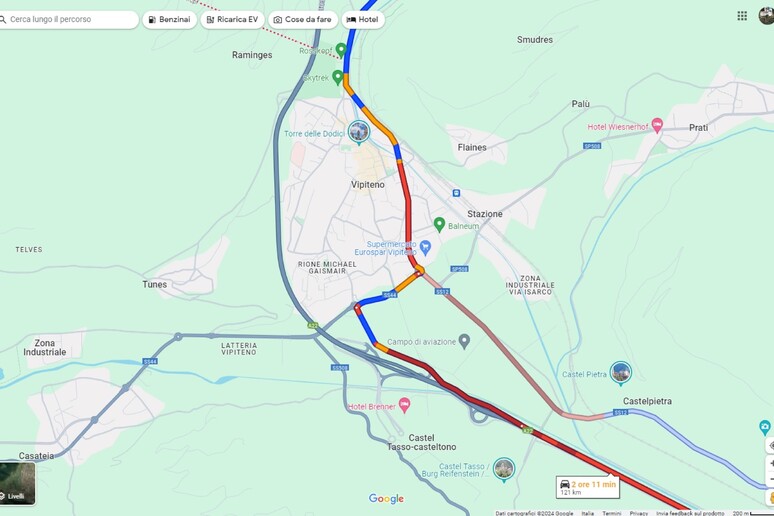 Cerca lungo il percorso
Benzinai
Ricarica EV
Cose da fare
Hotel
Smudres
Raminges
Rosskopf
skytrek
Palù
Hotel Wiesnerhof
Prati
Torre delle Dodici
Flaines
SP508
Vipiteno
Stazione
Balneum
TELVES
Supermercato
Eurospar Vipiteno
RIONE MICHAEL
GAISMAIR
SP508
ZONA
INDUSTRIALE
VIA ISARCO
Tunes
SS44
SS12
A22
Zona
Industriale
LATTERIA
VIPITENO
Campo di aviazione
SS44
SS508
Castel Pietra
Hotel Brenner
Castelpietra
SS12
Castel
Tasso-casteltono
A22
Casateia
Castel Tasso /
Burg Reifenstein /...
2 ore 11 min
121 km
Livelli
Google
Dati cartografici ©2024 Google Italia Termini Privacy Invia feedback sul prodotto 200 m